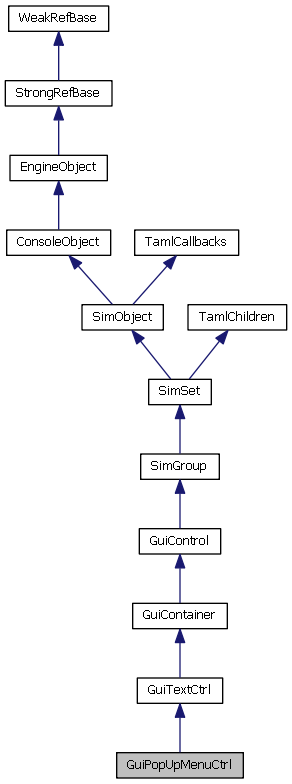 WeakRefBase
StrongRefBase
EngineObject
ConsoleObject
TamlCallbacks
SimObject
TamlChildren
SimSet
SimGroup
GuiControl
GuiContainer
GuiTextCtrl
GuiPopUpMenuCtrl